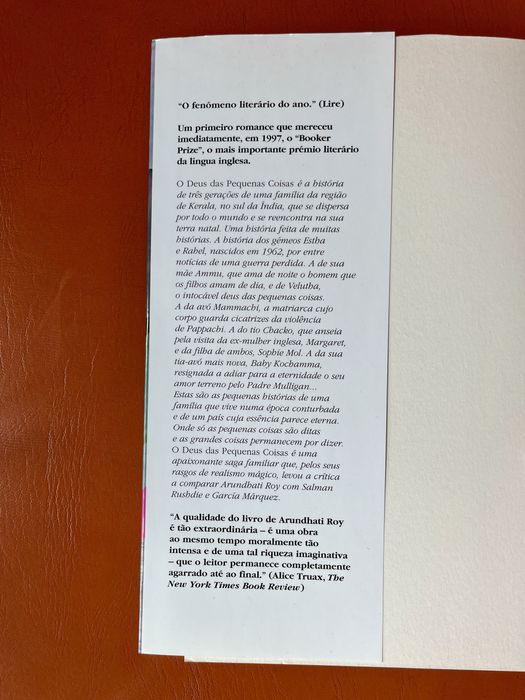 “O fenómeno literário do ano.” (Lire)
Um primeiro romance que mereceu
imediatamente, em 1997, o “Booker
Prize”, o mais importante prémio literário
da língua inglesa.
O Deus das Pequenas Coisas é a história
de três gerações de uma família da região
de Kerala, no sul da Índia, que se dispersa
por todo o mundo e se reencontra na sua
terra natal. Uma história feita de muitas
histórias. A história dos gémeos Estha
e Rahel, nascidos em 1962, por entre
notícias de uma guerra perdida. A de sua
mãe Ammu, que ama de noite o homem que
os filhos amam de dia, e de Velutha,
o intocável deus das pequenas coisas.
A da avó Mammachi, a matriarca cujo
corpo guarda cicatrizes da violência
de Pappachi. A do tio Chacko, que anseia
pela visita da ex-mulher inglesa, Margaret,
e da filha de ambos, Sophie Mol. A da sua
tia-avó mais nova, Baby Kochamma,
resignada a adiar para a eternidade o seu
amor terreno pelo Padre Mulligan...
Estas são as pequenas histórias de uma
família que vive numa época conturbada
e de um país cuja essência parece eterna.
Onde só as pequenas coisas são ditas
e as grandes coisas permanecem por dizer.
O Deus das Pequenas Coisas é uma
apaixonante saga familiar que, pelos seus
rasgos de realismo mágico, levou a crítica
a comparar Arundhati Roy com Salman
Rushdie e García Márquez.
“A qualidade do livro de Arundhati Roy
é tão extraordinária – é uma obra
ao mesmo tempo moralmente tão
intensa e de uma tal riqueza imaginativa
– que o leitor permanece completamente
agarrado até ao final.” (Alice Truax, The
New York Times Book Review)